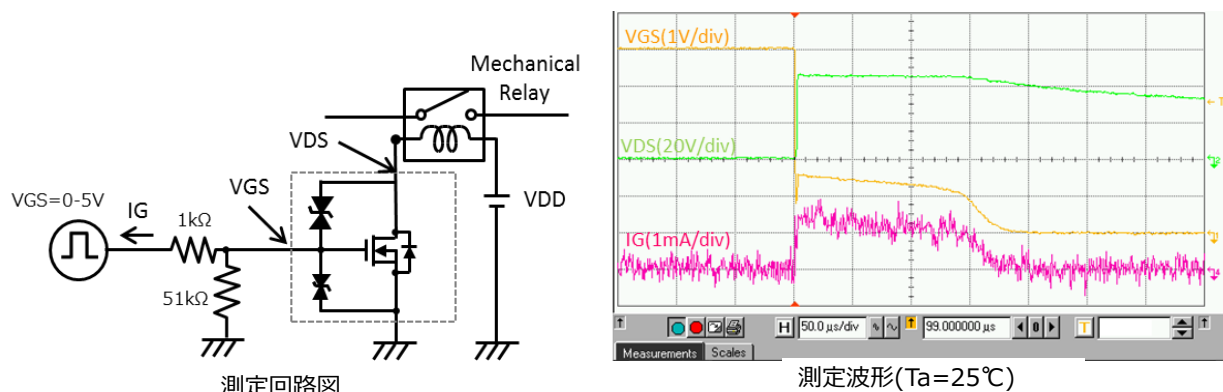 Mechanical
Relay
VDS
VGS
VDD
VGS=0-5V
IG
1kΩ
51kΩ
測定回路図
VGS(1V/div)
VDS(20V/div)
IG(1mA/div)
H
50.0 µs/div
99.000000 µs
0
T
Measurements
Scales
測定波形(Ta=25℃)